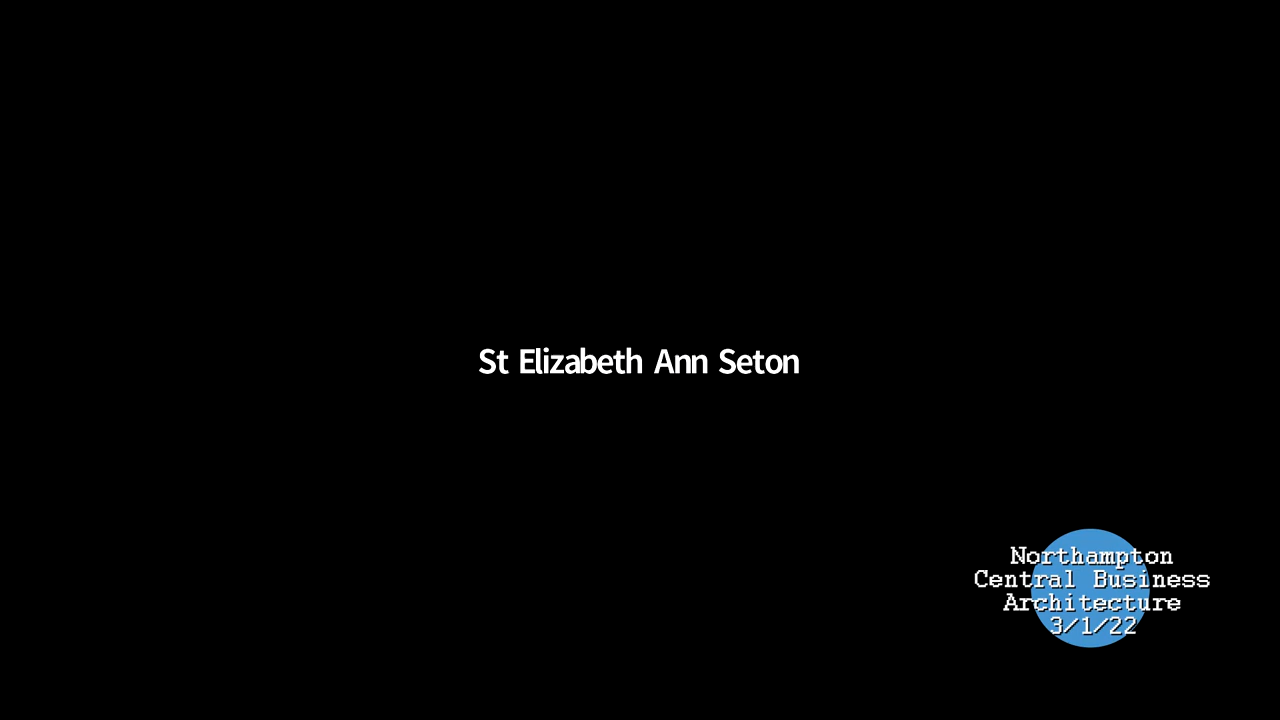 St Elizabeth Ann Seton
Northampton
Central Business
Architecture
3/1/22